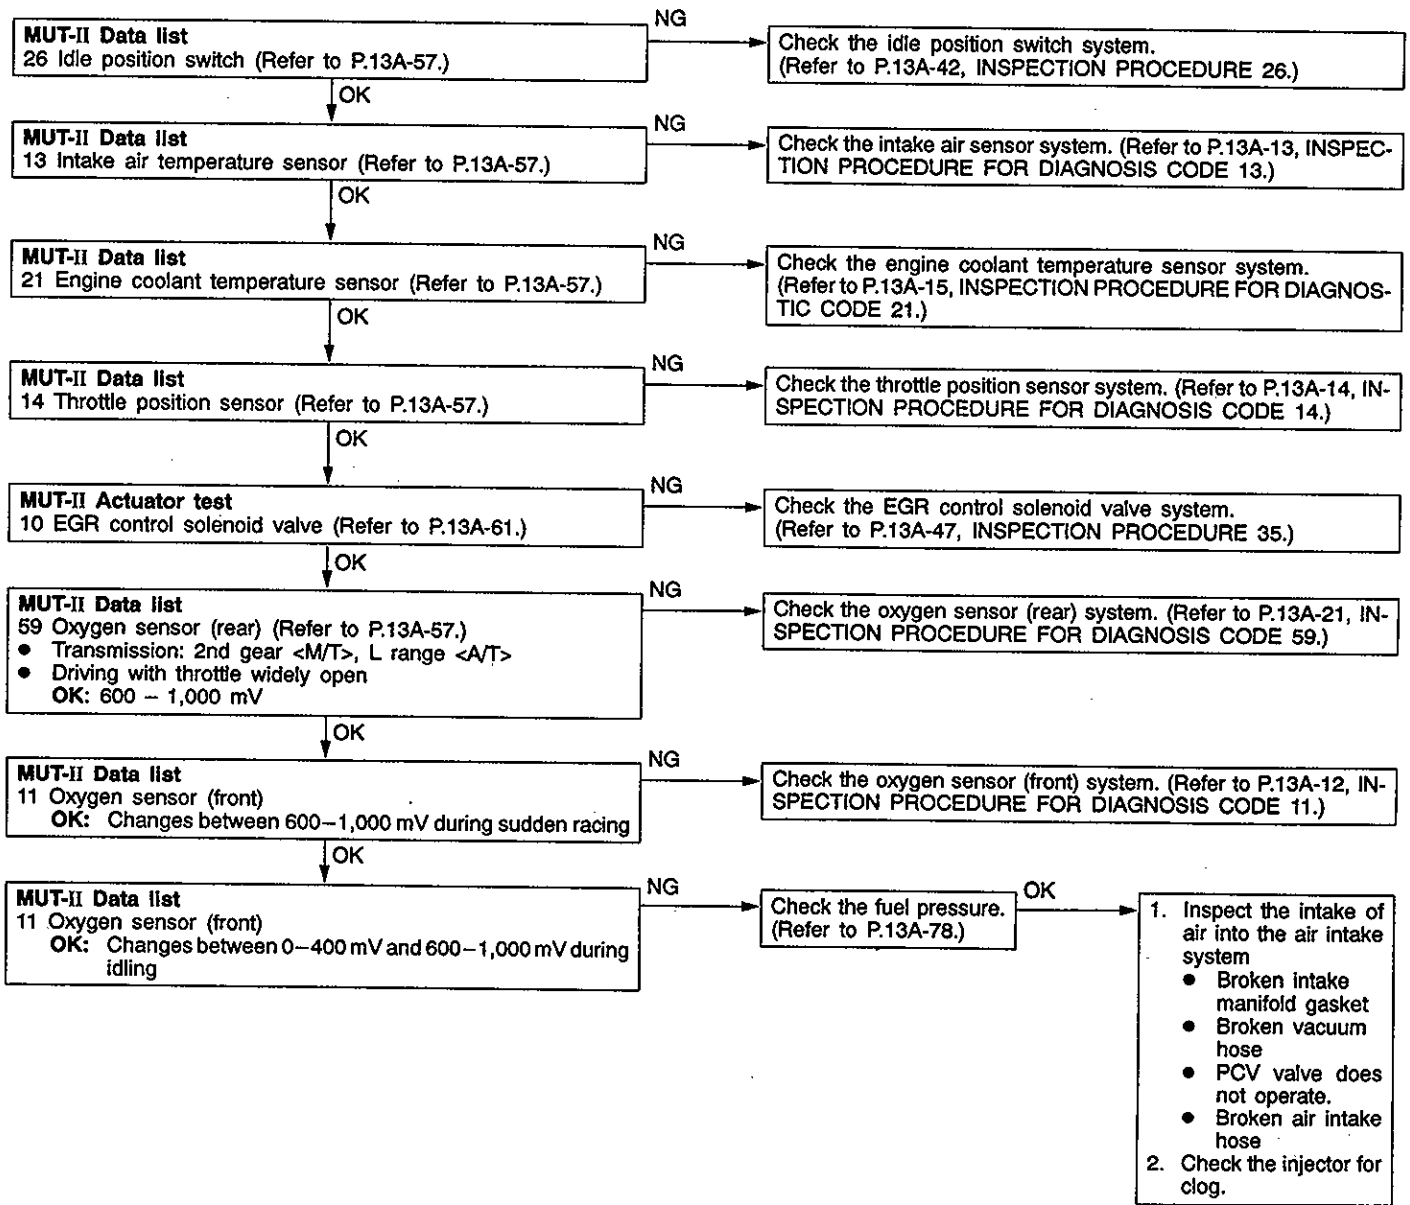 MUT-II Data list
26 Idle position switch (Refer to P.13A-57.)
NG
Check the idle position switch system.
(Refer to P.13A-42, INSPECTION PROCEDURE 26.)
OK
MUT-II Data list
13 Intake air temperature sensor (Refer to P.13A-57.)
NG
Check the intake air sensor system. (Refer to P.13A-13, INSPEC-
TION PROCEDURE FOR DIAGNOSIS CODE 13.)
OK
MUT-II Data list
21 Engine coolant temperature sensor (Refer to P.13A-57.)
NG
Check the engine coolant temperature sensor system.
(Refer to P.13A-15, INSPECTION PROCEDURE FOR DIAGNOS-
TIC CODE 21.)
OK
MUT-II Data list
14 Throttle position sensor (Refer to P.13A-57.)
NG
Check the throttle position sensor system. (Refer to P.13A-14, IN-
SPECTION PROCEDURE FOR DIAGNOSIS CODE 14.)
OK
MUT-II Actuator test
10 EGR control solenoid valve (Refer to P.13A-61.)
NG
Check the EGR control solenoid valve system.
(Refer to P.13A-47, INSPECTION PROCEDURE 35.)
OK
MUT-II Data list
59 Oxygen sensor (rear) (Refer to P.13A-57.)
● Transmission: 2nd gear <M/T>, L range <A/T>
● Driving with throttle widely open
OK: 600 – 1,000 mV
NG
Check the oxygen sensor (rear) system. (Refer to P.13A-21, IN-
SPECTION PROCEDURE FOR DIAGNOSIS CODE 59.)
OK
MUT-II Data list
11 Oxygen sensor (front)
OK: Changes between 600–1,000 mV during sudden racing
NG
Check the oxygen sensor (front) system. (Refer to P.13A-12, IN-
SPECTION PROCEDURE FOR DIAGNOSIS CODE 11.)
OK
MUT-II Data list
11 Oxygen sensor (front)
OK: Changes between 0–400 mV and 600–1,000 mV during
idling
NG
Check the fuel pressure.
(Refer to P.13A-78.)
OK
1. Inspect the intake of
air into the air intake
system
● Broken intake
manifold gasket
● Broken vacuum
hose
● PCV valve does
not operate.
● Broken air intake
hose
2. Check the injector for
clog.